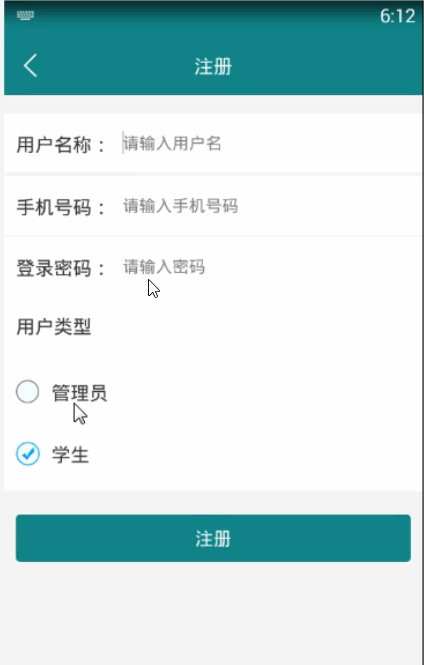 6:12
注册
用户名称： 请输入用户名
手机号码： 请输入手机号码
登录密码： 请输入密码
用户类型
管理员
学生
注册